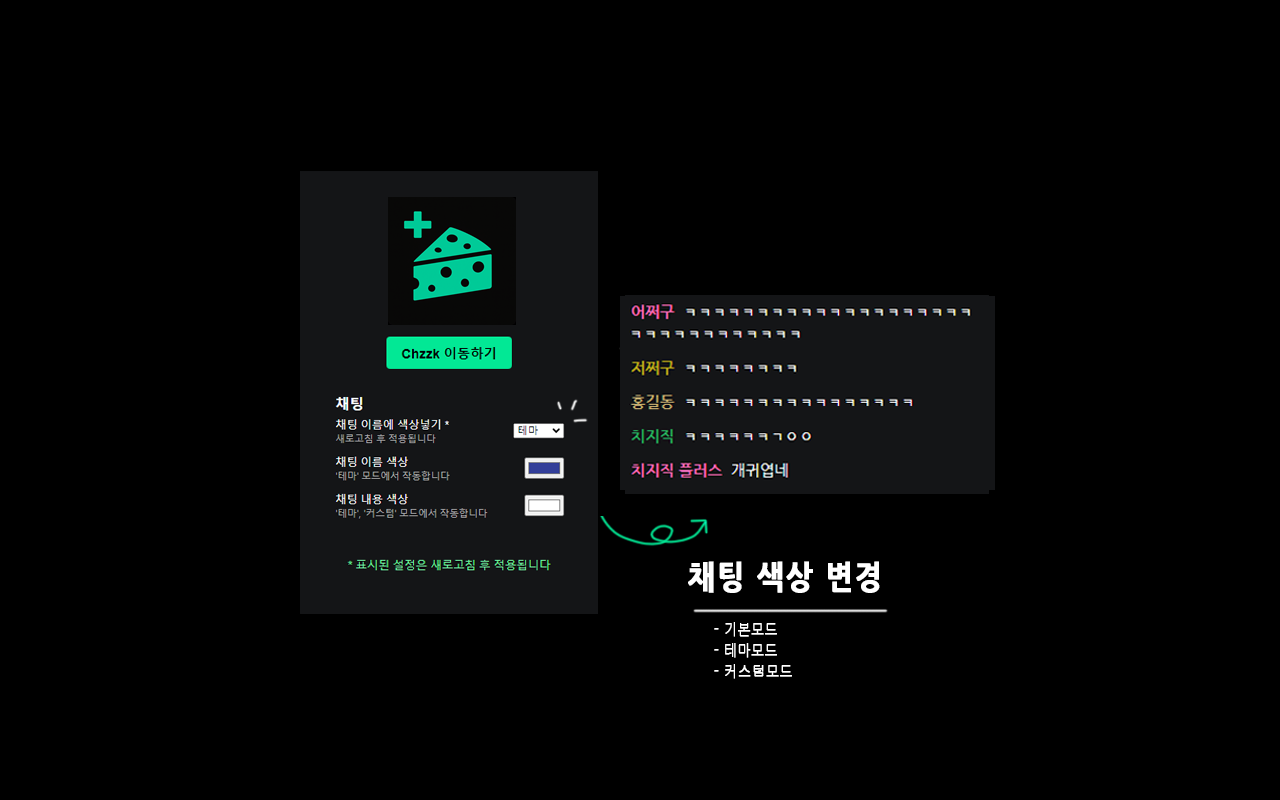 Chzzk 이동하기
채팅
채팅 이름에 색상넣기 *
새로고침 후 적용됩니다
테마
채팅 이름 색상
'테마' 모드에서 작동합니다
채팅 내용 색상
'테마', '커스텀' 모드에서 작동합니다
* 표시된 설정은 새로고침 후 적용됩니다
어쩌구 ㅋㅋㅋㅋㅋㅋㅋㅋㅋㅋㅋㅋㅋㅋㅋㅋㅋㅋㅋㅋ
ㅋㅋㅋㅋㅋㅋㅋㅋㅋㅋㅋㅋ
저쩌구 ㅋㅋㅋㅋㅋㅋㅋㅋ
홍길동 ㅋㅋㅋㅋㅋㅋㅋㅋㅋㅋㅋㅋㅋㅋㅋㅋ
치지직 ㅋㅋㅋㅋㅋㅋㄱㅇㅇ
치지직 플러스 개귀엽네
채팅 색상 변경
- 기본모드
- 테마모드
- 커스텀모드